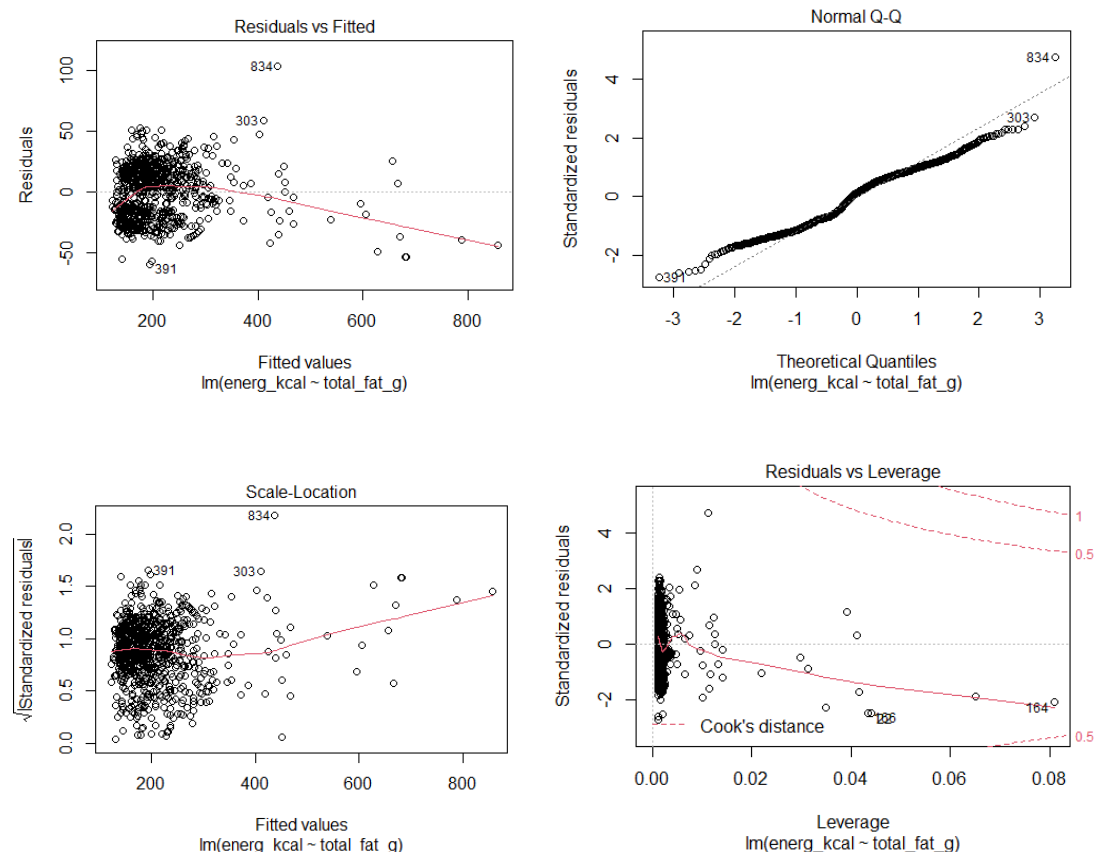 Residuals vs Fitted
Residuals
100
50
0
-50
834
303
391
200
400
600
800
Fitted values
lm(energ_kcal ~ total_fat_g)
Normal Q-Q
Standardized residuals
4
2
0
-2
834
303
391
-3
-2
-1
0
1
2
3
Theoretical Quantiles
lm(energ_kcal ~ total_fat_g)
Scale-Location
√|Standardized residuals|
2.0
1.5
1.0
0.5
0.0
834
391
303
200
400
600
800
Fitted values
lm(energ_kcal ~ total_fat_g)
Residuals vs Leverage
Standardized residuals
4
2
0
-2
1
0.5
0.5
164
Cook's distance
0.00
0.02
0.04
0.06
0.08
Leverage
lm(energ_kcal ~ total_fat_g)